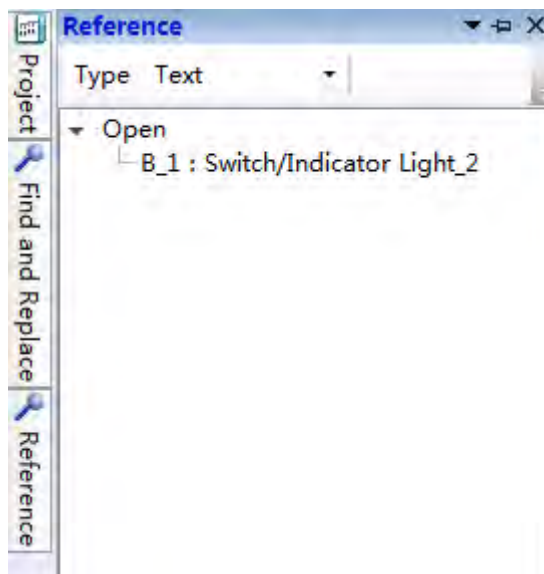 Reference
Type Text
Open
B_1 : Switch/Indicator Light_2
Project
Find and Replace
Reference